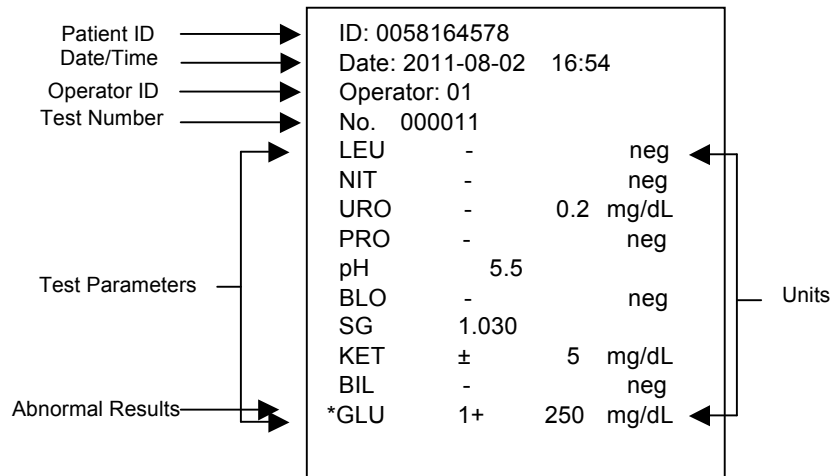 Patient ID
Date/Time
Operator ID
Test Number
Test Parameters
Abnormal Results
ID: 0058164578
Date: 2011-08-02 16:54
Operator: 01
No. 000011
LEU - neg
NIT - neg
URO - 0.2 mg/dL
PRO - neg
pH 5.5
BLO - neg
SG 1.030
KET ± 5 mg/dL
BIL - neg
*GLU 1+ 250 mg/dL
Units